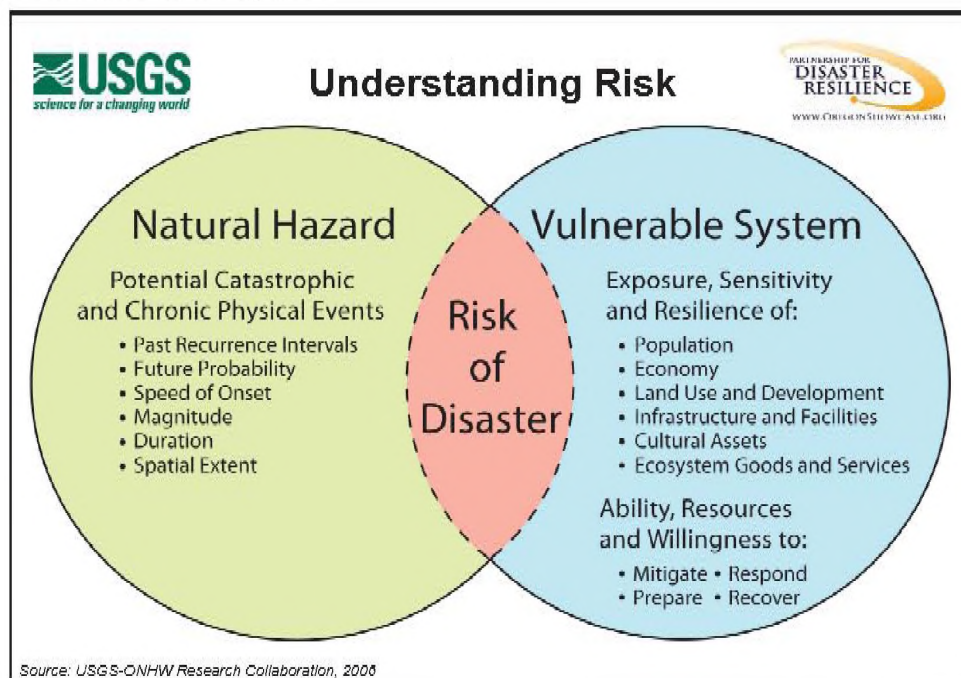 USGS
science for a changing world
Understanding Risk
PARTNERSHIP FOR
DISASTER
RESILIENCE
WWW.OREGONSHOWCASE.ORG
Natural Hazard
Potential Catastrophic
and Chronic Physical Events
• Past Recurrence Intervals
• Future Probability
• Speed of Onset
• Magnitude
• Duration
• Spatial Extent
Risk
of
Disaster
Vulnerable System
Exposure, Sensitivity
and Resilience of:
• Population
• Economy
• Land Use and Development
• Infrastructure and Facilities
• Cultural Assets
• Ecosystem Goods and Services
Ability, Resources
and Willingness to:
• Mitigate • Respond
• Prepare • Recover
Source: USGS-ONHW Research Collaboration, 2006